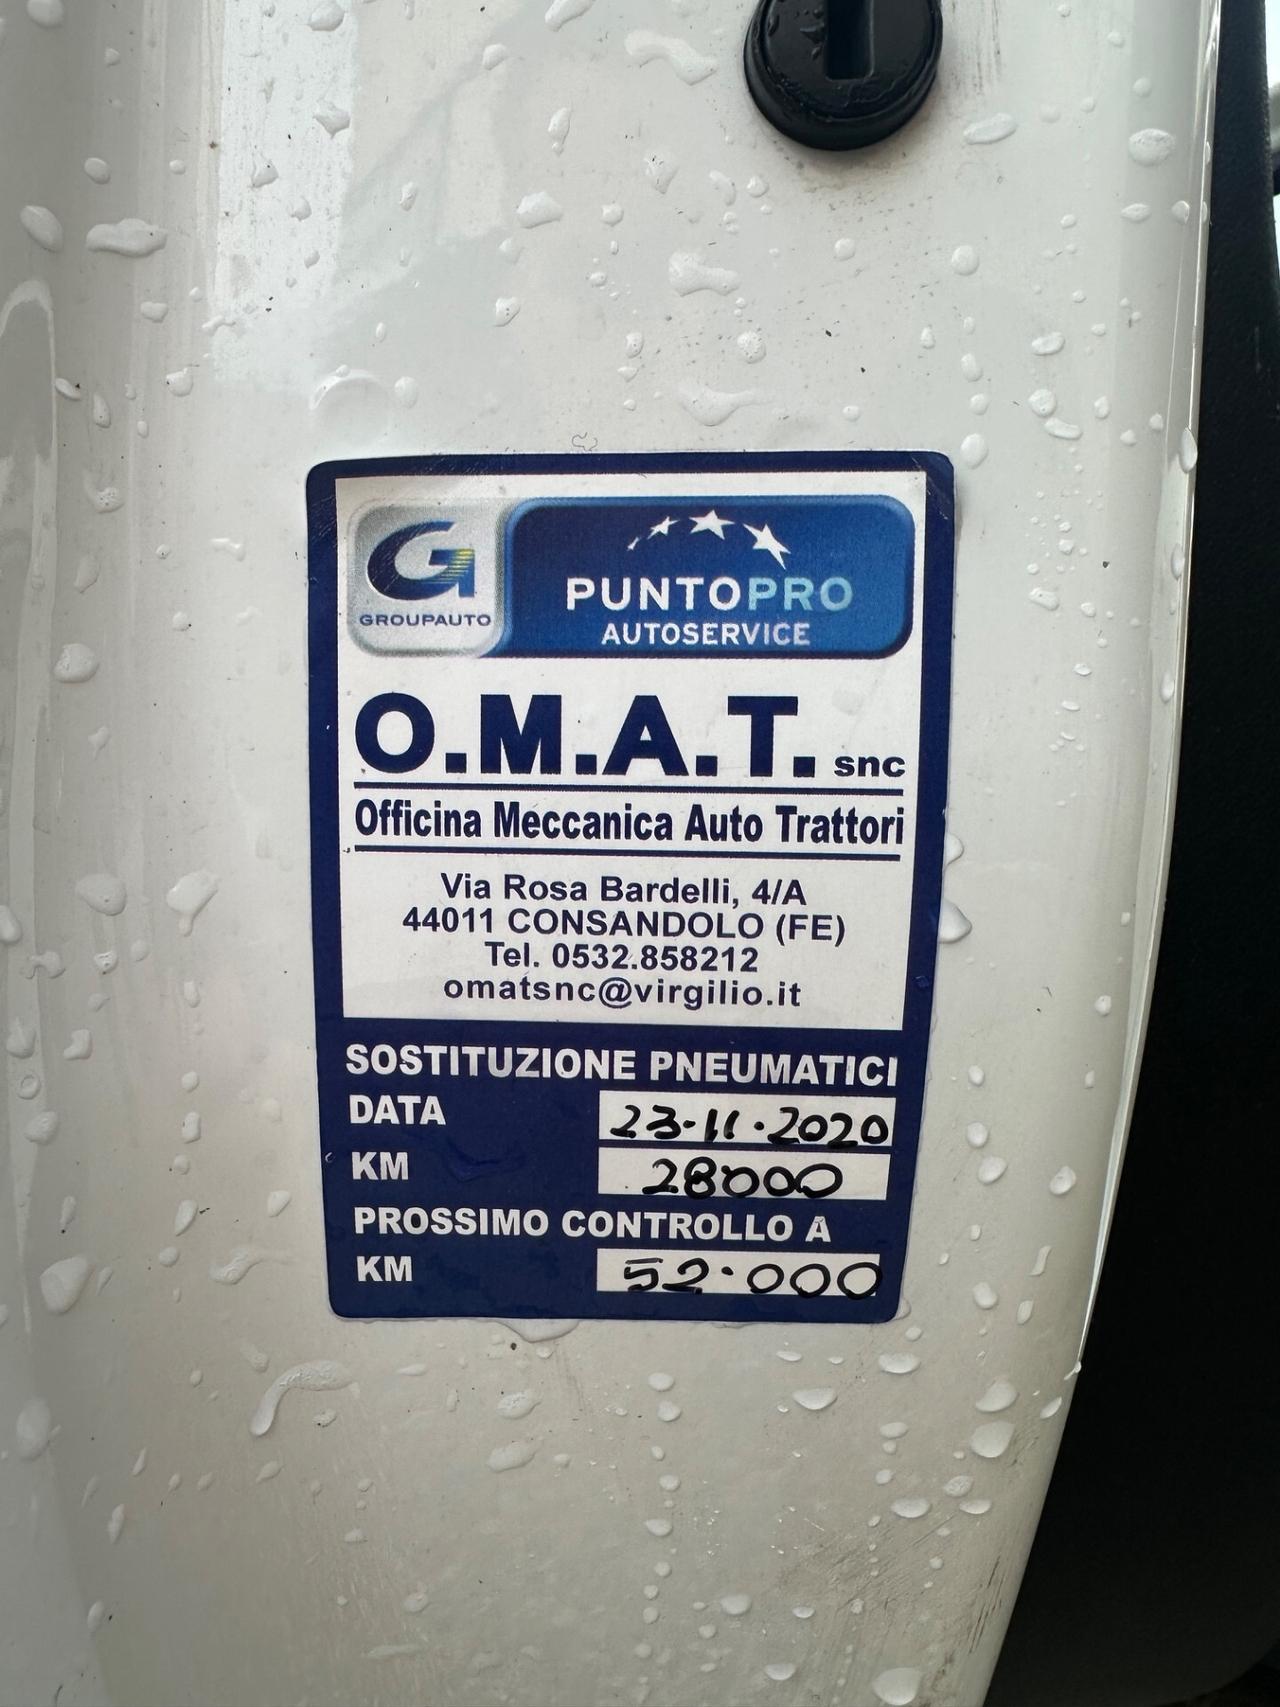 GROUPAUTO
PUNTOPRO
AUTOSERVICE
O.M.A.T. snc
Officina Meccanica Auto Trattori
Via Rosa Bardelli, 4/A
44011 CONSANDOLO (FE)
Tel. 0532.858212
omatsnc@virgilio.it
SOSTITUZIONE PNEUMATICI
DATA 23-11.2020
KM 28000
PROSSIMO CONTROLLO A
KM 52.000